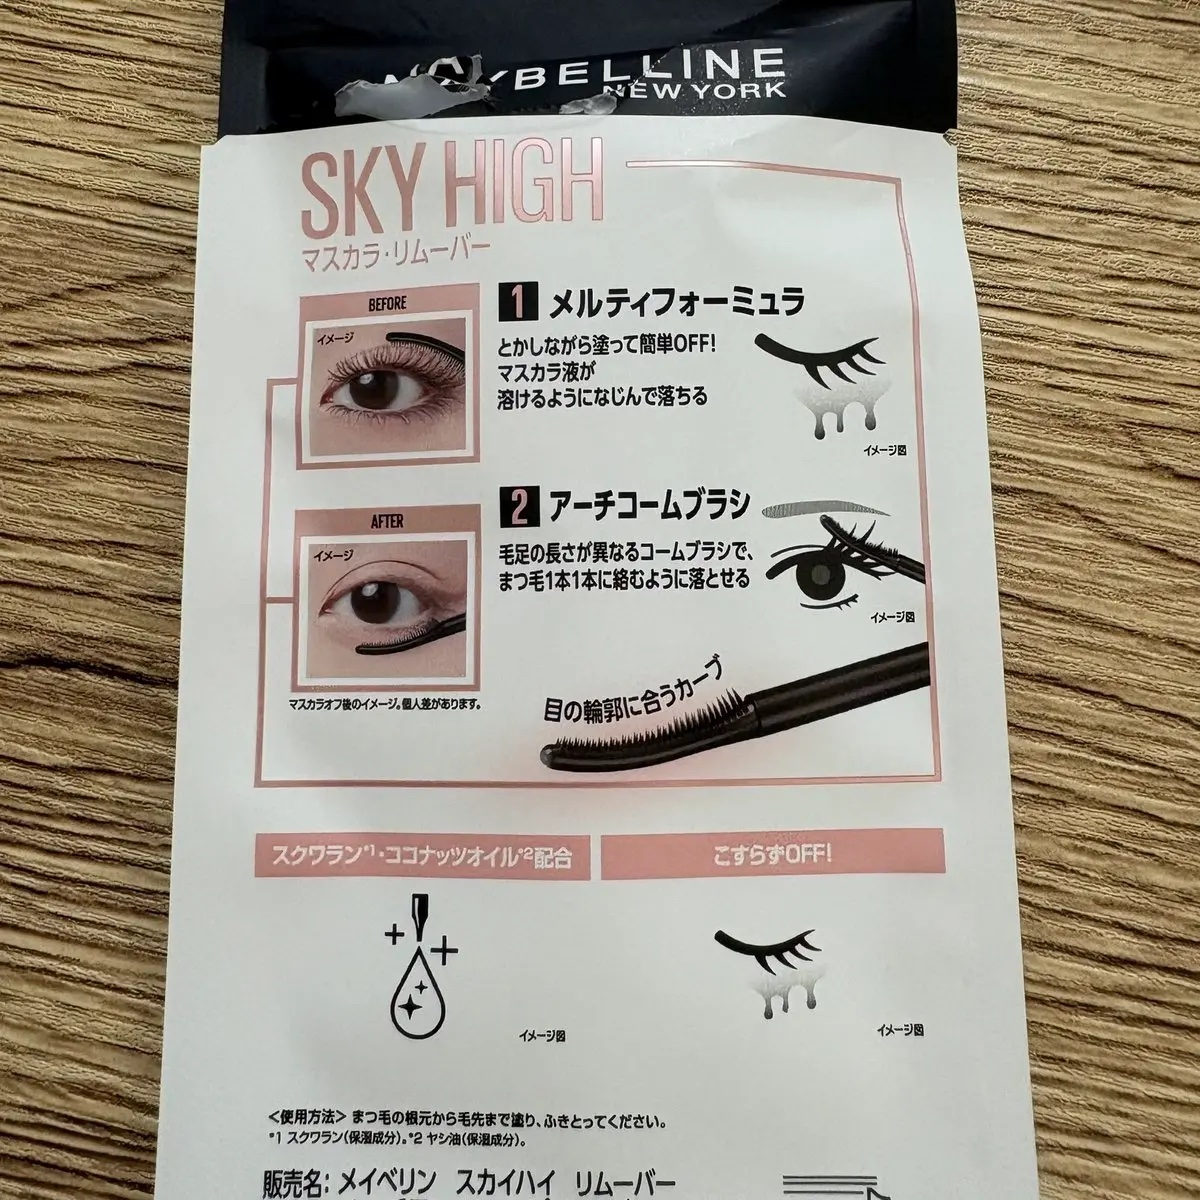 MAYBELLINE
NEW YORK
SKY HIGH
マスカラ・リムーバー
BEFORE
イメージ
1 メルティフォーミュラ
とかしながら塗って簡単OFF!
マスカラ液が
溶けるようになじんで落ちる
イメージ図
AFTER
イメージ
マスカラオフ後のイメージ。個人差があります。
2 アーチコームブラシ
毛足の長さが異なるコームブラシで、
まつ毛1本1本に絡むように落とせる
イメージ図
目の輪郭に合うカーブ
スクワラン*1・ココナッツオイル*2配合
こすらずOFF!
イメージ図
イメージ図
<使用方法> まつ毛の根元から毛先まで塗り、ふきとってください。
*1 スクワラン(保湿成分)。*2 ヤシ油(保湿成分)。
販売名: メイベリン スカイハイ リムーバー